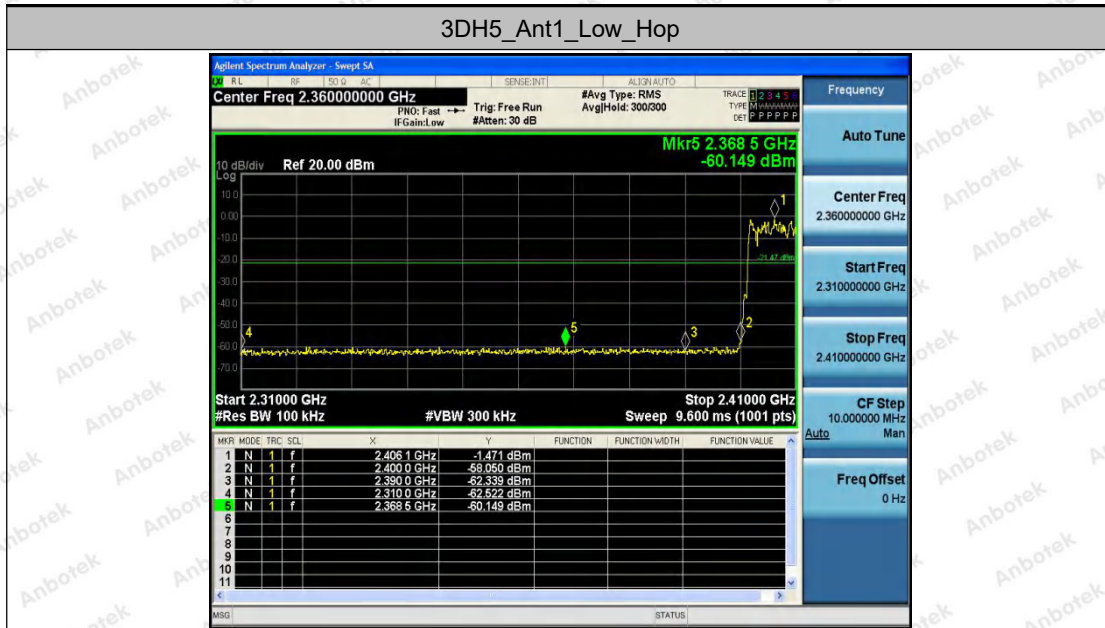 3DH5_Ant1_Low_Hop
Agilent Spectrum Analyzer - Swept SA
RL RF 50 Ω AC SENSE:INT ALIGN AUTO
Center Freq 2.360000000 GHz
PNO: Fast
IFGain:Low
Trig: Free Run
#Atten: 30 dB
#Avg Type: RMS
Avg|Hold: 300/300
TRACE 1 2 3 4 5 6
TYPE M
DET P P P P P P
Mkr5 2.368 5 GHz
-60.149 dBm
10 dB/div Ref 20.00 dBm
Log
10.0
0.00
-10.0
-20.0
-30.0
-40.0
-50.0
-60.0
-70.0
-21.47 dBm
1
2
3
4
5
Start 2.31000 GHz Stop 2.41000 GHz
#Res BW 100 kHz #VBW 300 kHz Sweep 9.600 ms (1001 pts)
MKR MODE TRC SCL X Y FUNCTION FUNCTION WIDTH FUNCTION VALUE
1 N 1 f 2.406 1 GHz -1.471 dBm
2 N 1 f 2.400 0 GHz -58.050 dBm
3 N 1 f 2.390 0 GHz -62.339 dBm
4 N 1 f 2.310 0 GHz -62.522 dBm
5 N 1 f 2.368 5 GHz -60.149 dBm
6
7
8
9
10
11
MSG STATUS
Frequency
Auto Tune
Center Freq
2.360000000 GHz
Start Freq
2.310000000 GHz
Stop Freq
2.410000000 GHz
CF Step
10.000000 MHz
Auto Man
Freq Offset
0 Hz
Anbotek